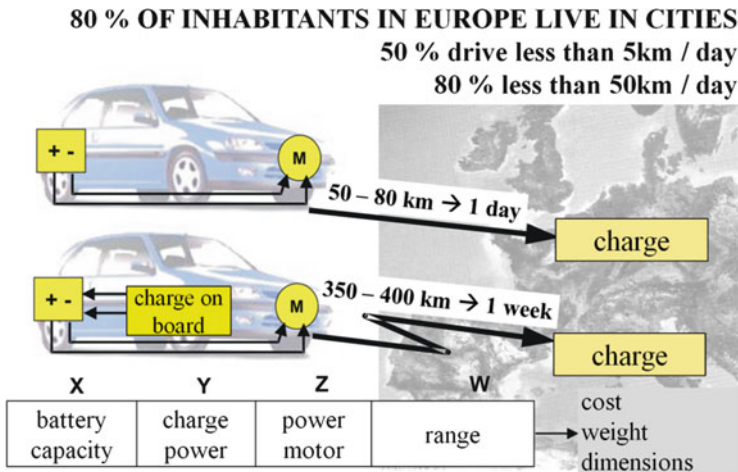 80 % OF INHABITANTS IN EUROPE LIVE IN CITIES
50 % drive less than 5km / day
80 % less than 50km / day
+ -
M
50 – 80 km → 1 day
charge
+ -
charge on
board
M
350 – 400 km → 1 week
charge
X Y Z W
battery
capacity
charge
power
power
motor
range
cost
weight
dimensions